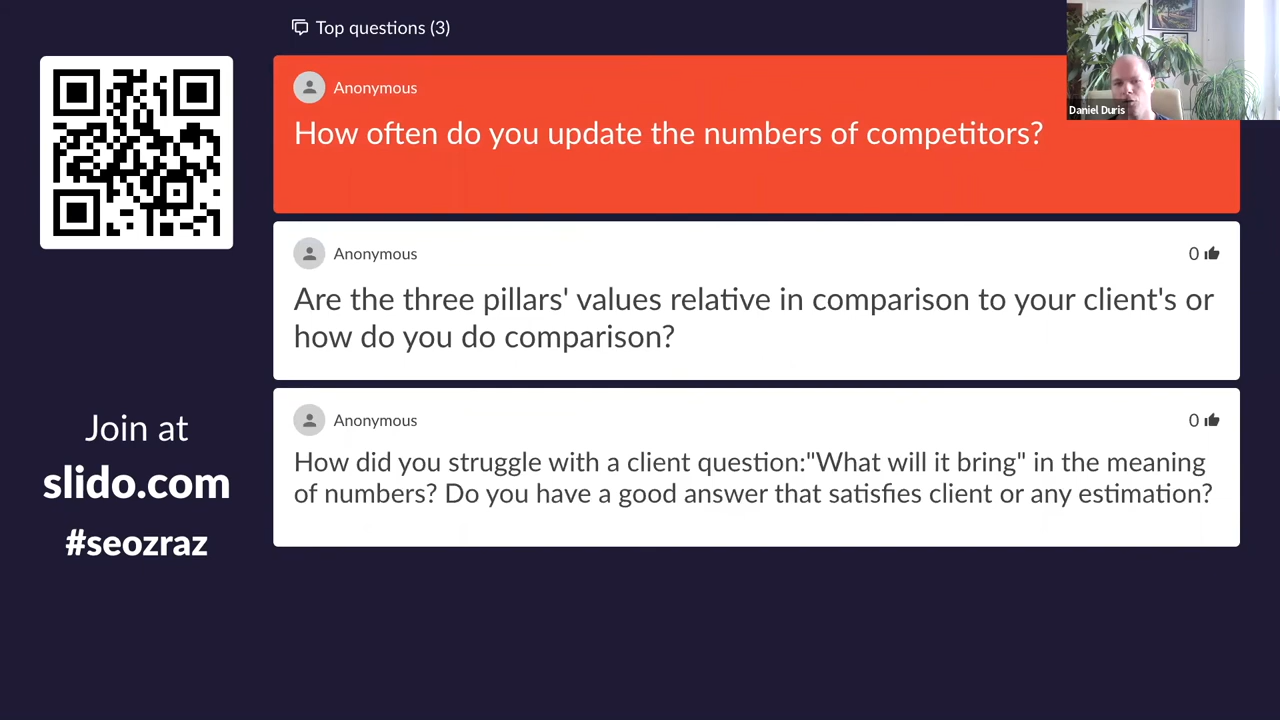 Top questions (3)
Anonymous
How often do you update the numbers of competitors?
Daniel Duris
Anonymous
0
Are the three pillars' values relative in comparison to your client's or
how do you do comparison?
Anonymous
0
How did you struggle with a client question:"What will it bring" in the meaning
of numbers? Do you have a good answer that satisfies client or any estimation?
Join at
slido.com
#seozraz